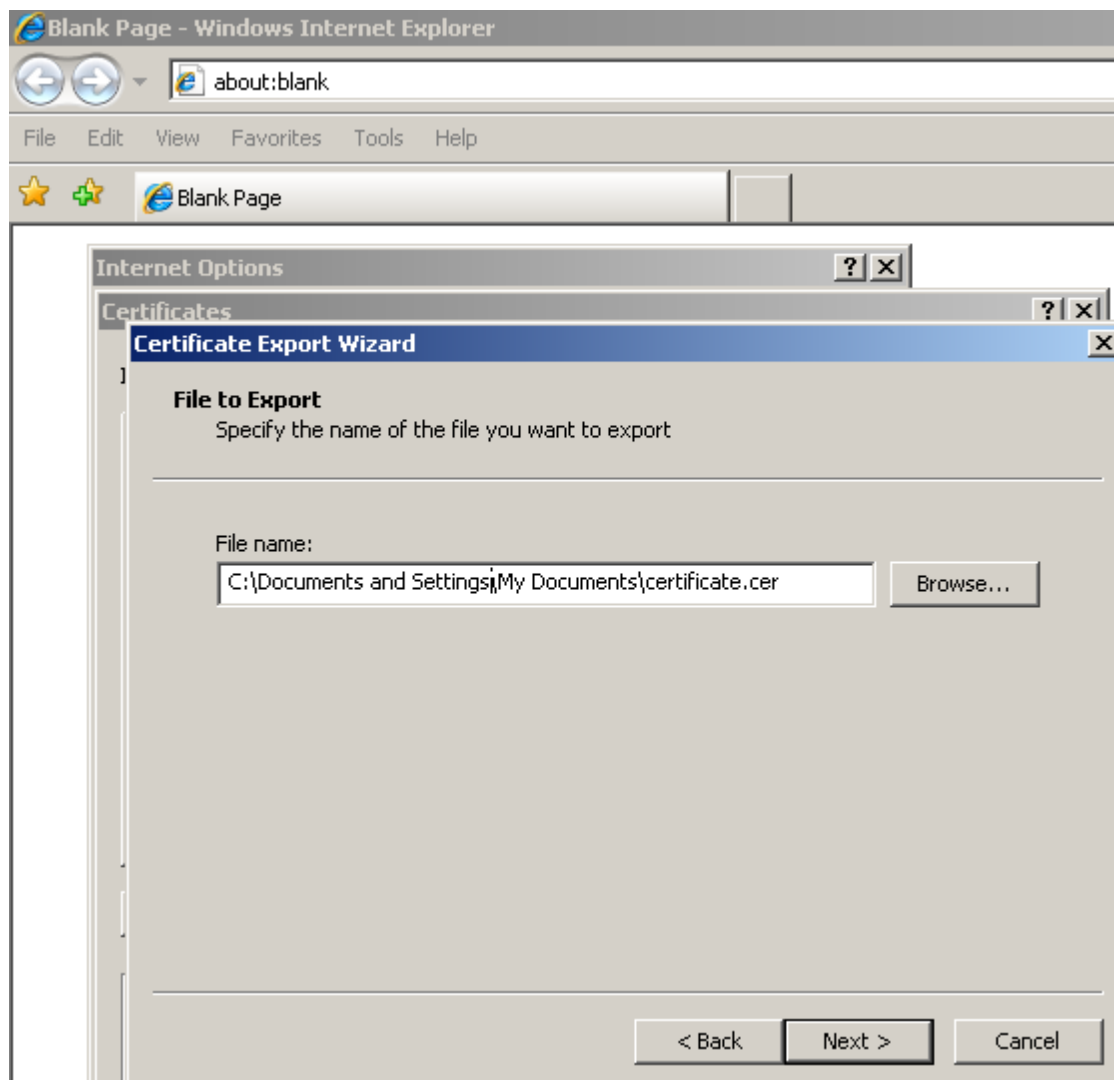 Blank Page - Windows Internet Explorer
about:blank
File Edit View Favorites Tools Help
Blank Page
Internet Options
Certificates
Certificate Export Wizard
File to Export
Specify the name of the file you want to export
File name:
C:\Documents and Settings\My Documents\certificate.cer
Browse...
< Back Next > Cancel